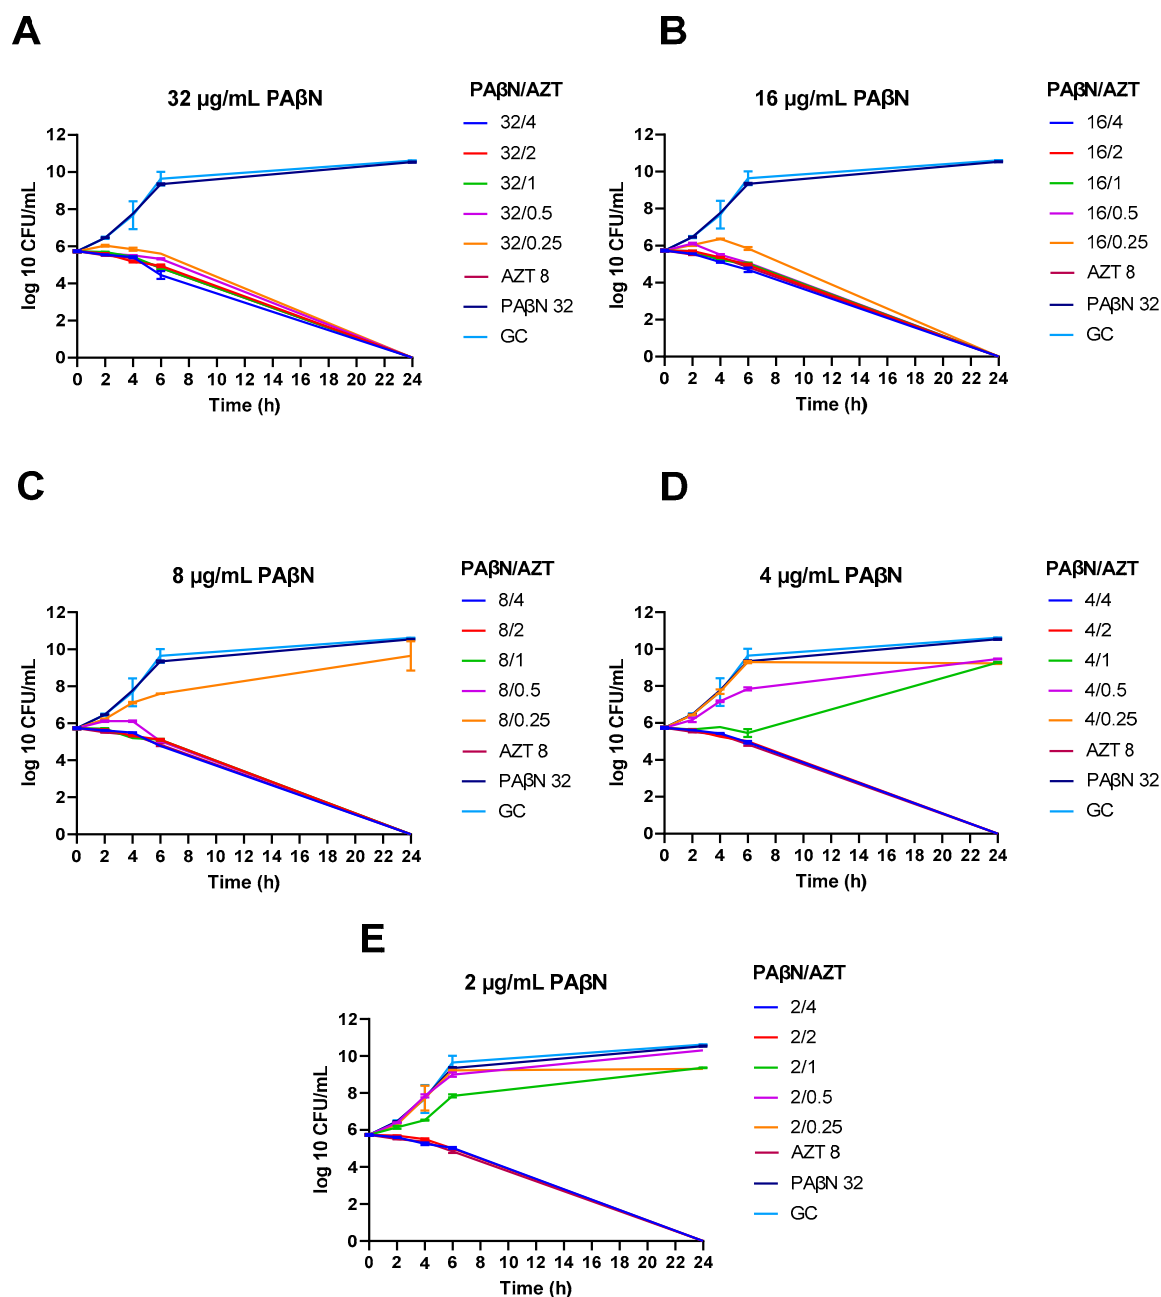 A
32 µg/mL PAβN
PAβN/AZT
32/4
32/2
32/1
32/0.5
32/0.25
AZT 8
PAβN 32
GC
log 10 CFU/mL
12
10
8
6
4
2
0
0 2 4 6 8 10 12 14 16 18 20 22 24
Time (h)
B
16 µg/mL PAβN
PAβN/AZT
16/4
16/2
16/1
16/0.5
16/0.25
AZT 8
PAβN 32
GC
log 10 CFU/mL
12
10
8
6
4
2
0
0 2 4 6 8 10 12 14 16 18 20 22 24
Time (h)
C
8 µg/mL PAβN
PAβN/AZT
8/4
8/2
8/1
8/0.5
8/0.25
AZT 8
PAβN 32
GC
log 10 CFU/mL
12
10
8
6
4
2
0
0 2 4 6 8 10 12 14 16 18 20 22 24
Time (h)
D
4 µg/mL PAβN
PAβN/AZT
4/4
4/2
4/1
4/0.5
4/0.25
AZT 8
PAβN 32
GC
log 10 CFU/mL
12
10
8
6
4
2
0
0 2 4 6 8 10 12 14 16 18 20 22 24
Time (h)
E
2 µg/mL PAβN
PAβN/AZT
2/4
2/2
2/1
2/0.5
2/0.25
AZT 8
PAβN 32
GC
log 10 CFU/mL
12
10
8
6
4
2
0
0 2 4 6 8 10 12 14 16 18 20 22 24
Time (h)